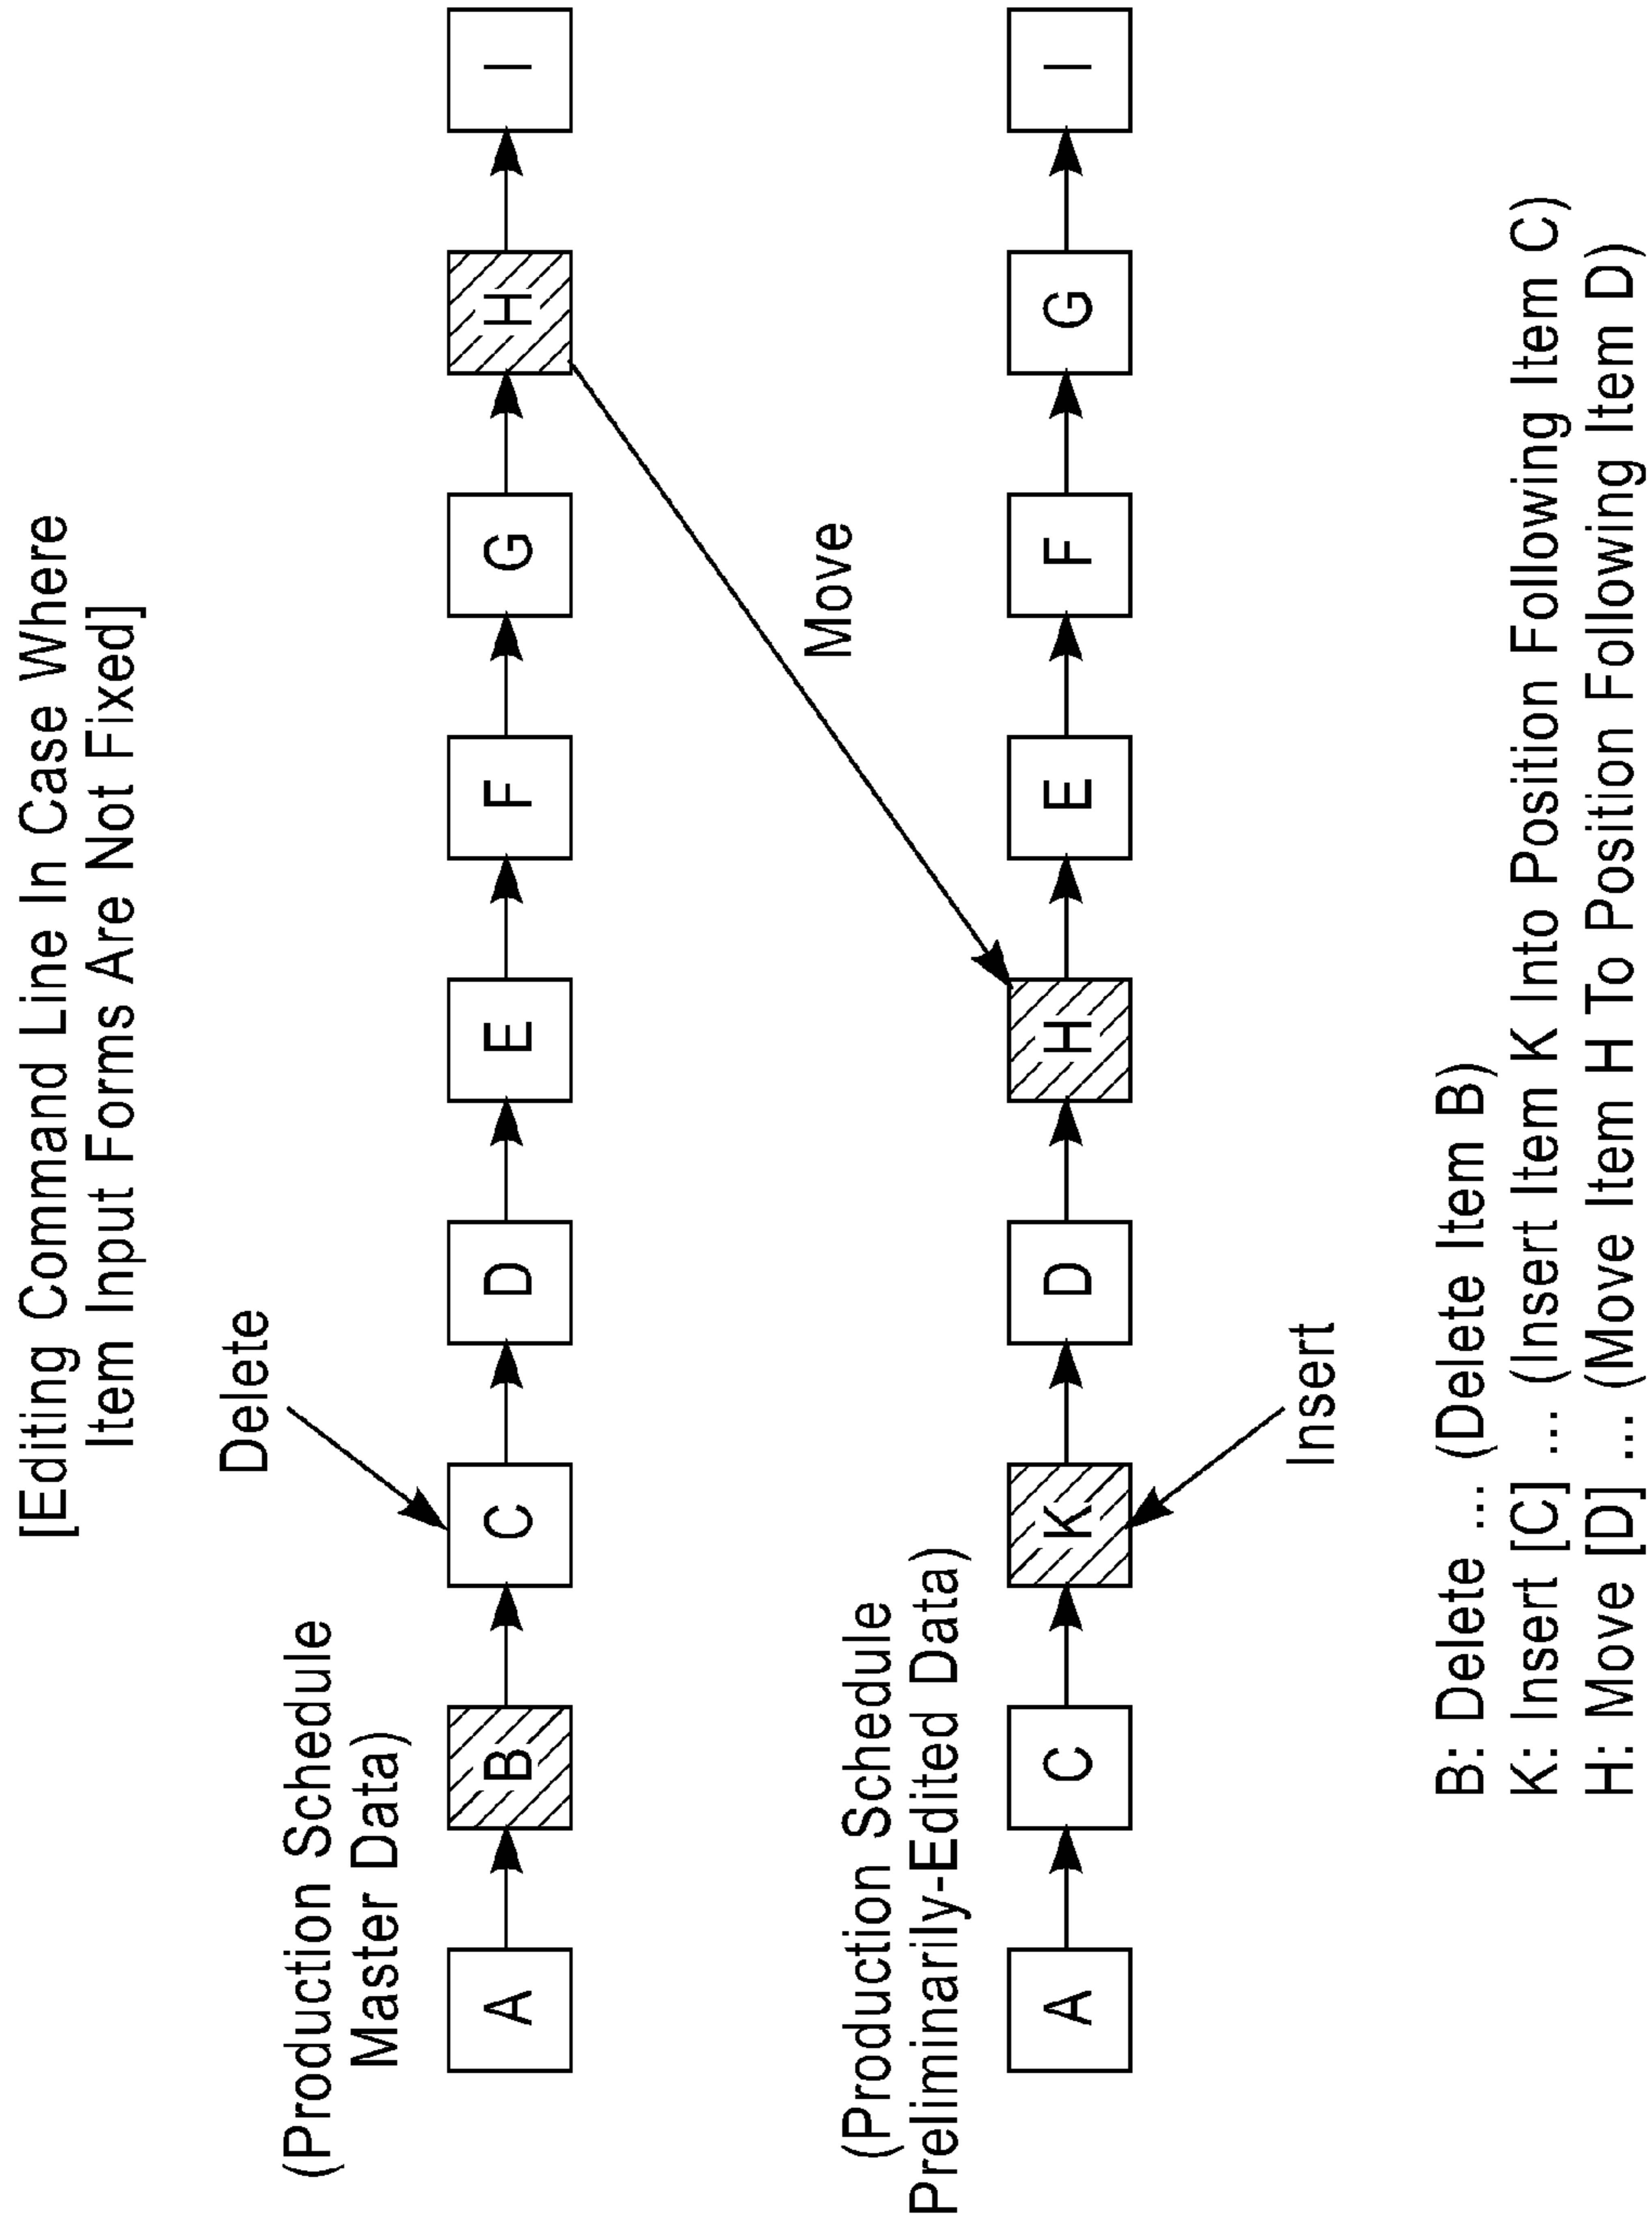 [Editing Command Line In Case Where
Item Input Forms Are Not Fixed]
Delete
(Production Schedule
Master Data)
A B C D E F G H I
Move
(Production Schedule
Preliminarily-Edited Data)
A C K D H E F G I
Insert
B: Delete ... (Delete Item B)
K: Insert [C] ... (Insert Item K Into Position Following Item C)
H: Move [D] ... (Move Item H To Position Following Item D)